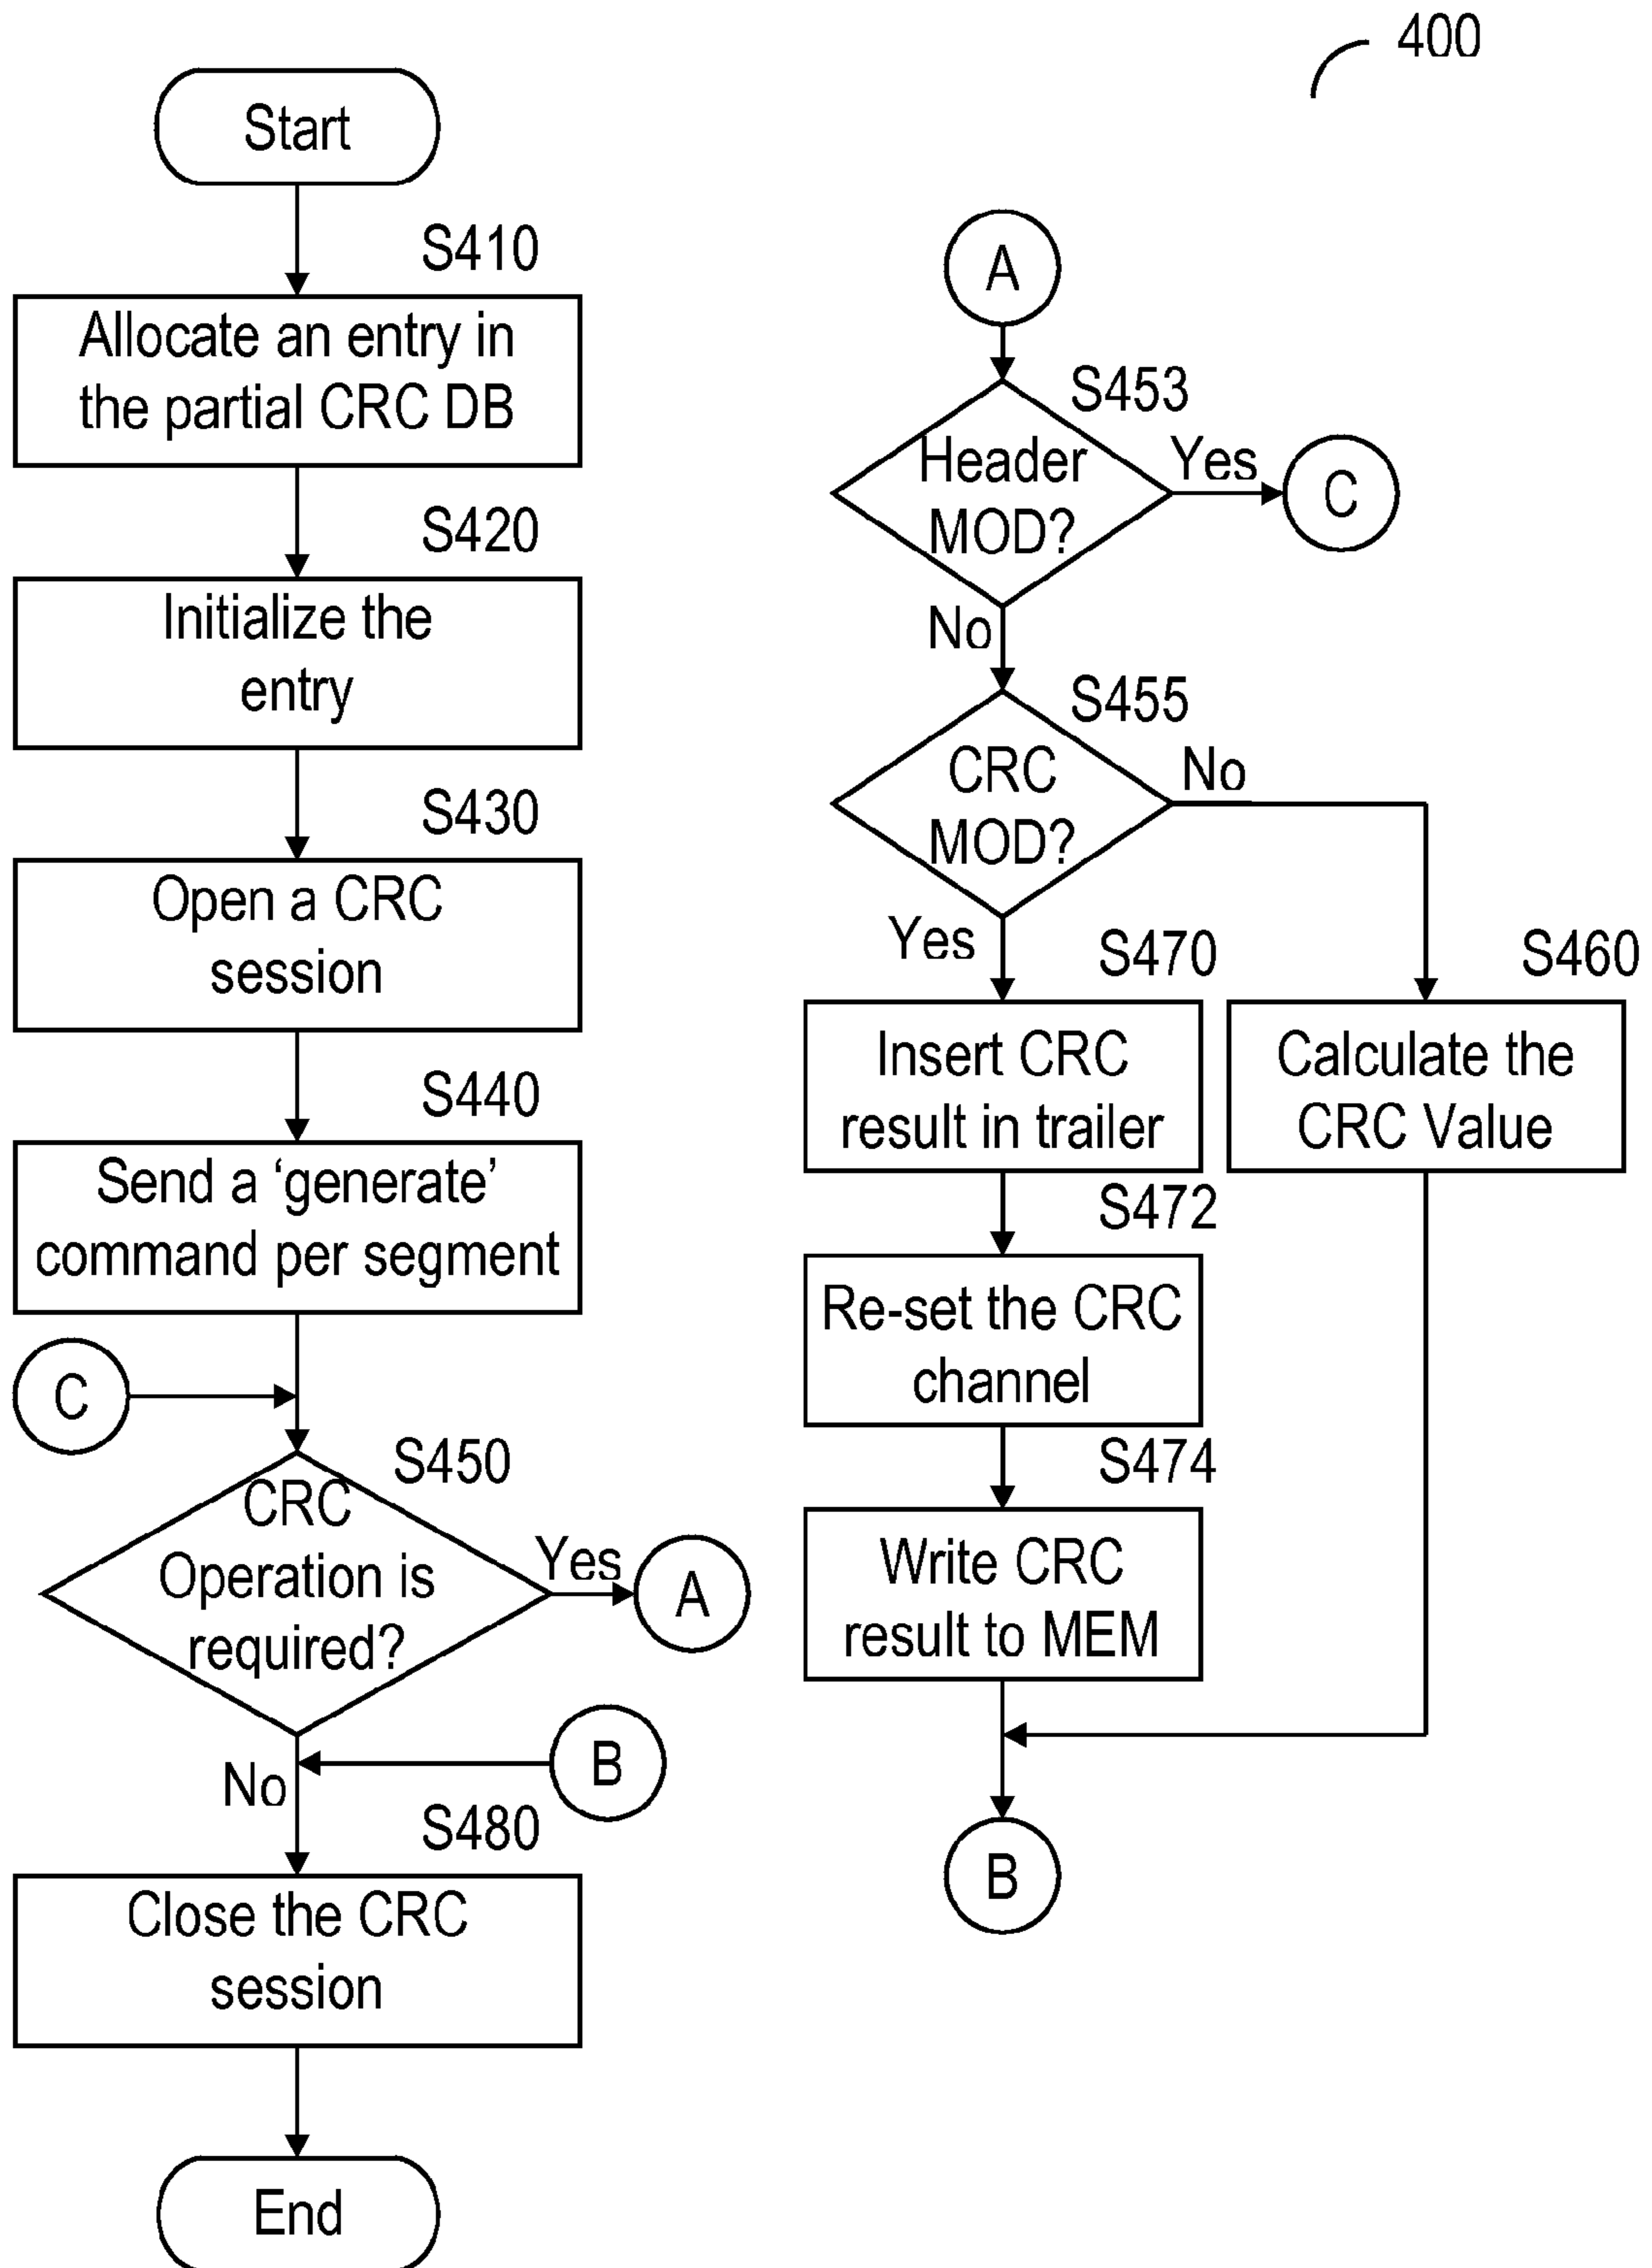 400
Start
S410
Allocate an entry in
the partial CRC DB
S420
Initialize the
entry
S430
Open a CRC
session
S440
Send a ‘generate’
command per segment
C
S450
CRC
Operation is
required?
Yes
A
No
B
S480
Close the CRC
session
End
A
S453
Header
MOD?
Yes
C
No
S455
CRC
MOD?
No
Yes
S470
Insert CRC
result in trailer
S460
Calculate the
CRC Value
S472
Re-set the CRC
channel
S474
Write CRC
result to MEM
B